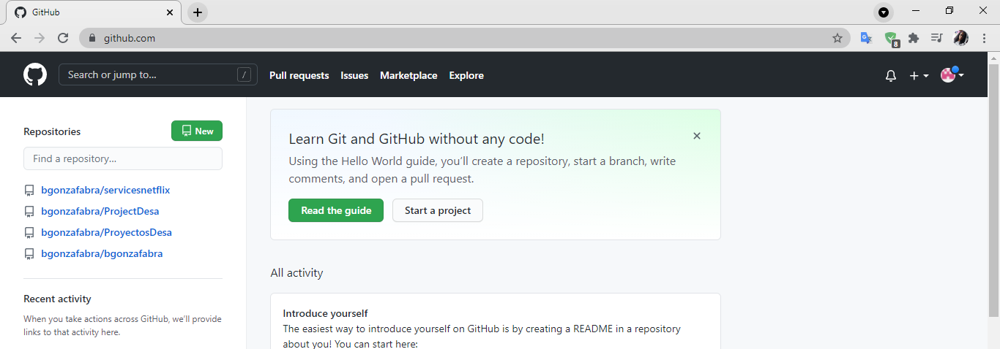 GitHub
github.com
8
Search or jump to...
/
Pull requests
Issues
Marketplace
Explore
Repositories
New
Find a repository...
bgonzafabra/servicesnetflix
bgonzafabra/ProjectDesa
bgonzafabra/ProyectosDesa
bgonzafabra/bgonzafabra
Recent activity
When you take actions across GitHub, we'll provide
links to that activity here.
Learn Git and GitHub without any code!
Using the Hello World guide, you'll create a repository, start a branch, write
comments, and open a pull request.
Read the guide
Start a project
All activity
Introduce yourself
The easiest way to introduce yourself on GitHub is by creating a README in a repository
about you! You can start here: